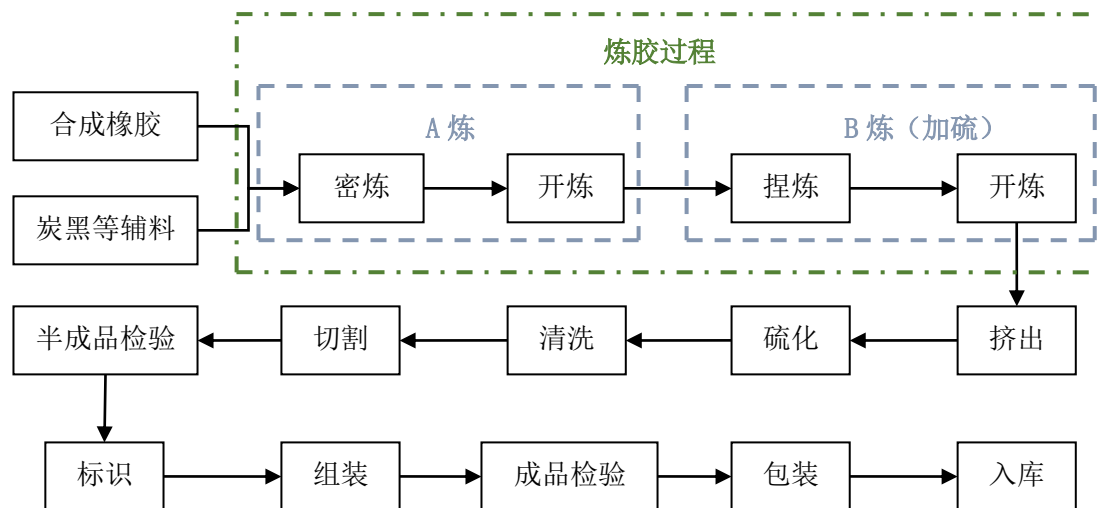 炼胶过程
合成橡胶
A 炼
B 炼（加硫）
密炼
开炼
捏炼
开炼
炭黑等辅料
半成品检验
切割
清洗
硫化
挤出
标识
组装
成品检验
包装
入库